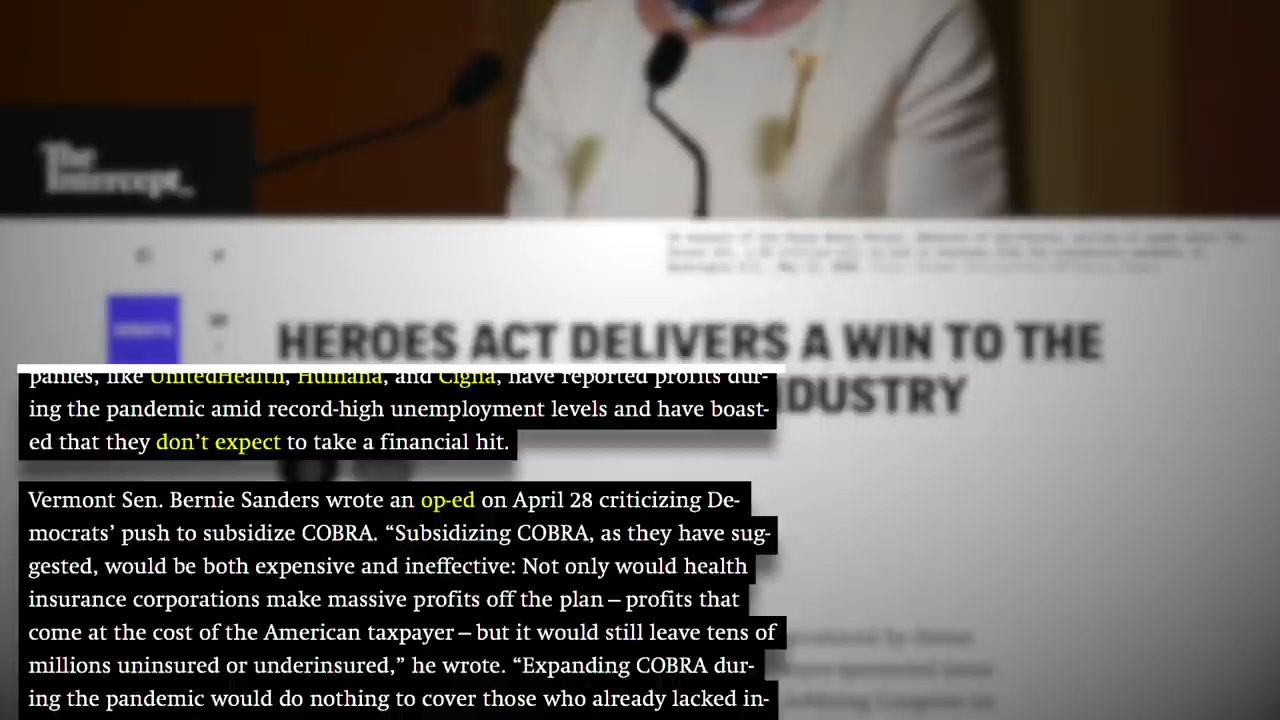 The
Intercept_
HEROES ACT DELIVERS A WIN TO THE
DUSTRY
panies, like UnitedHealth, Humana, and Cigna, have reported profits dur-
ing the pandemic amid record-high unemployment levels and have boast-
ed that they don’t expect to take a financial hit.
Vermont Sen. Bernie Sanders wrote an op-ed on April 28 criticizing De-
mocrats’ push to subsidize COBRA. “Subsidizing COBRA, as they have sug-
gested, would be both expensive and ineffective: Not only would health
insurance corporations make massive profits off the plan – profits that
come at the cost of the American taxpayer – but it would still leave tens of
millions uninsured or underinsured,” he wrote. “Expanding COBRA dur-
ing the pandemic would do nothing to cover those who already lacked in-